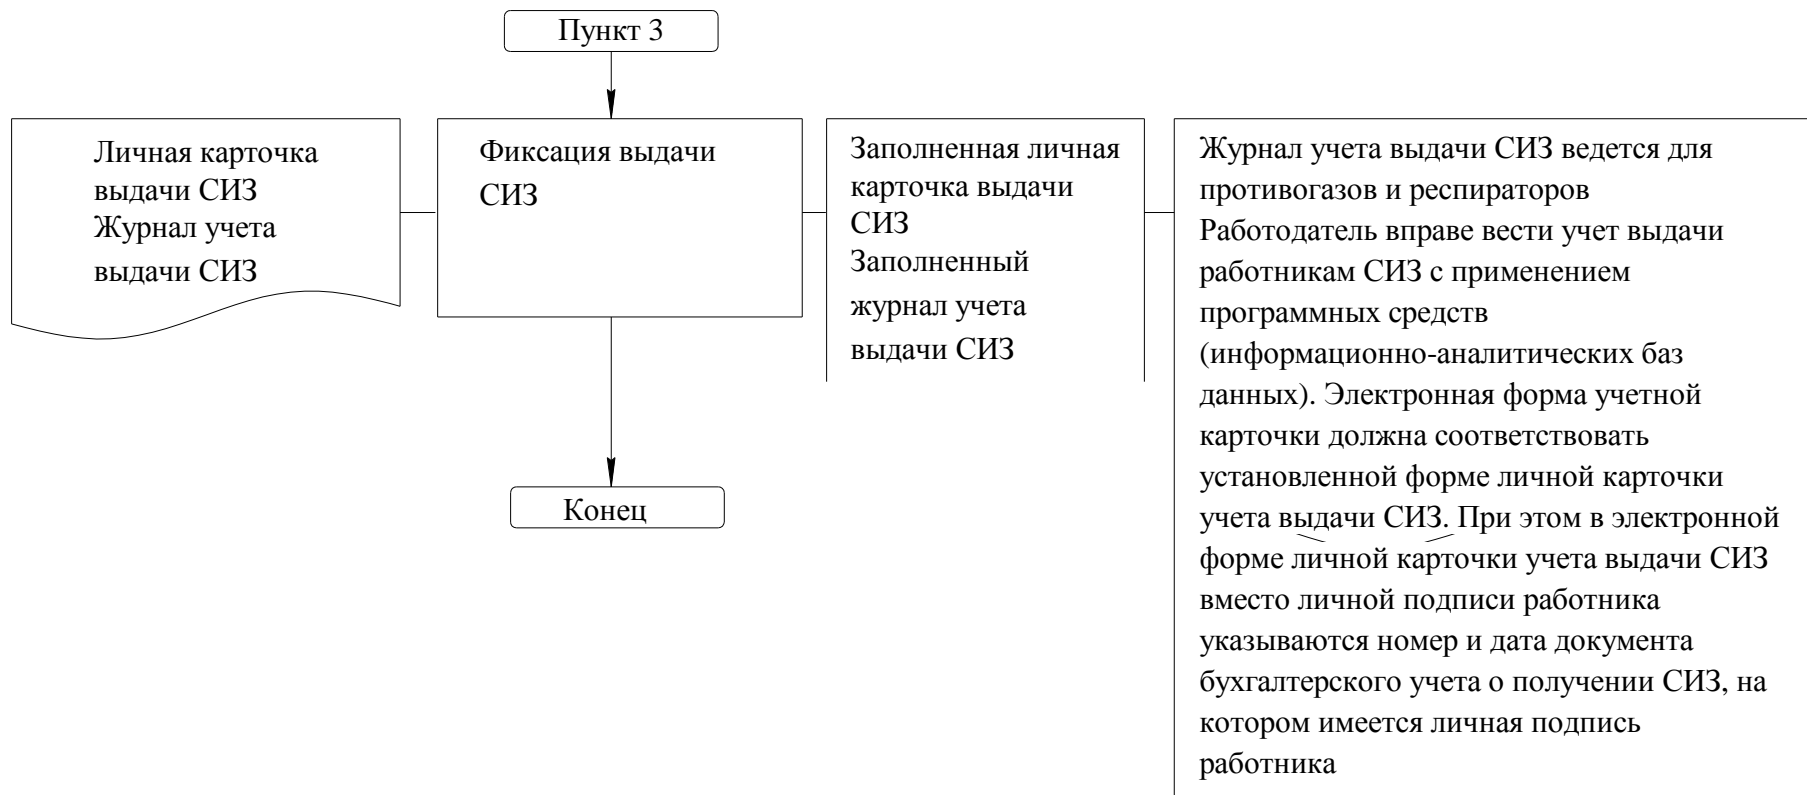 Пункт 3
Личная карточка
выдачи СИЗ
Журнал учета
выдачи СИЗ
Фиксация выдачи
СИЗ
Заполненная личная
карточка выдачи
СИЗ
Заполненный
журнал учета
выдачи СИЗ
Журнал учета выдачи СИЗ ведется для
противогазов и респираторов
Работодатель вправе вести учет выдачи
работникам СИЗ с применением
программных средств
(информационно-аналитических баз
данных). Электронная форма учетной
карточки должна соответствовать
установленной форме личной карточки
учета выдачи СИЗ. При этом в электронной
форме личной карточки учета выдачи СИЗ
вместо личной подписи работника
указываются номер и дата документа
бухгалтерского учета о получении СИЗ, на
котором имеется личная подпись
работника
Конец